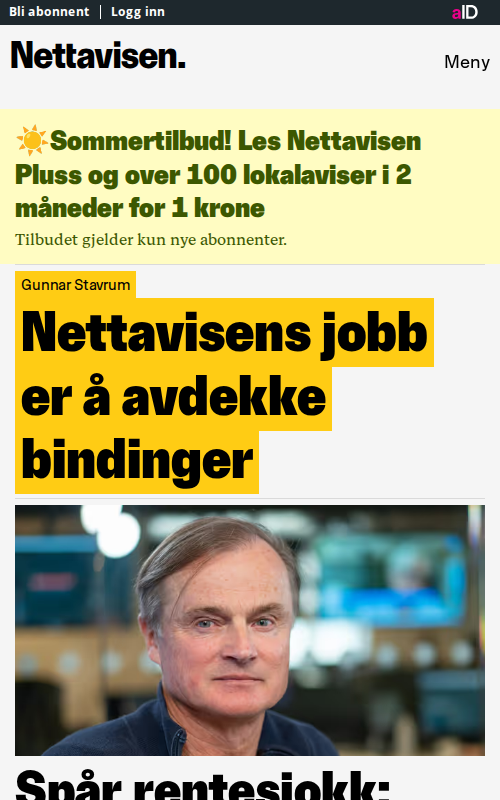 Bli abonnent | Logg inn
aID
Nettavisen.
Meny
☀️Sommertilbud! Les Nettavisen
Pluss og over 100 lokalaviser i 2
måneder for 1 krone
Tilbudet gjelder kun nye abonnenter.
Gunnar Stavrum
Nettavisens jobb
er å avdekke
bindinger
Spår rentesjokk: